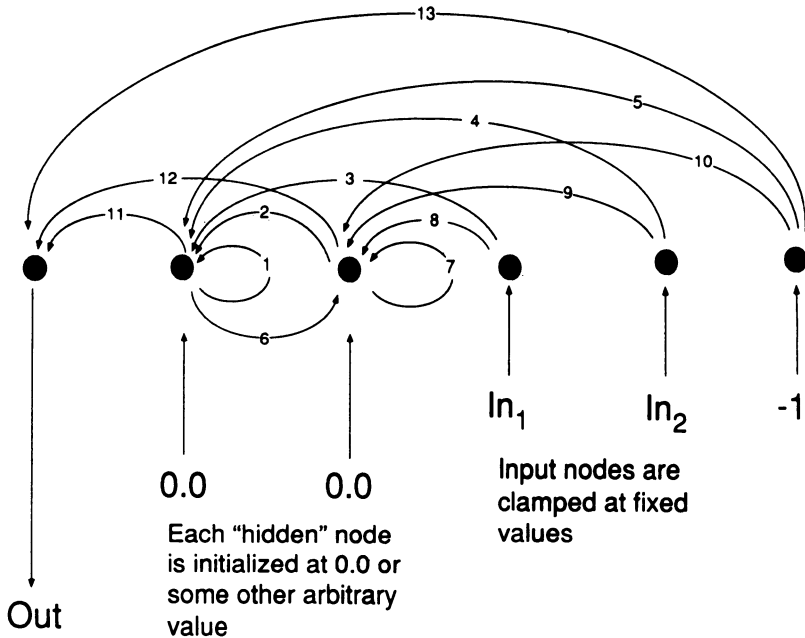 13
5
4
10
12
3
9
11
2
8
1
7
6
In1
In2
-1
0.0
0.0
Input nodes are
clamped at fixed
values
Each “hidden” node
is initialized at 0.0 or
some other arbitrary
value
Out